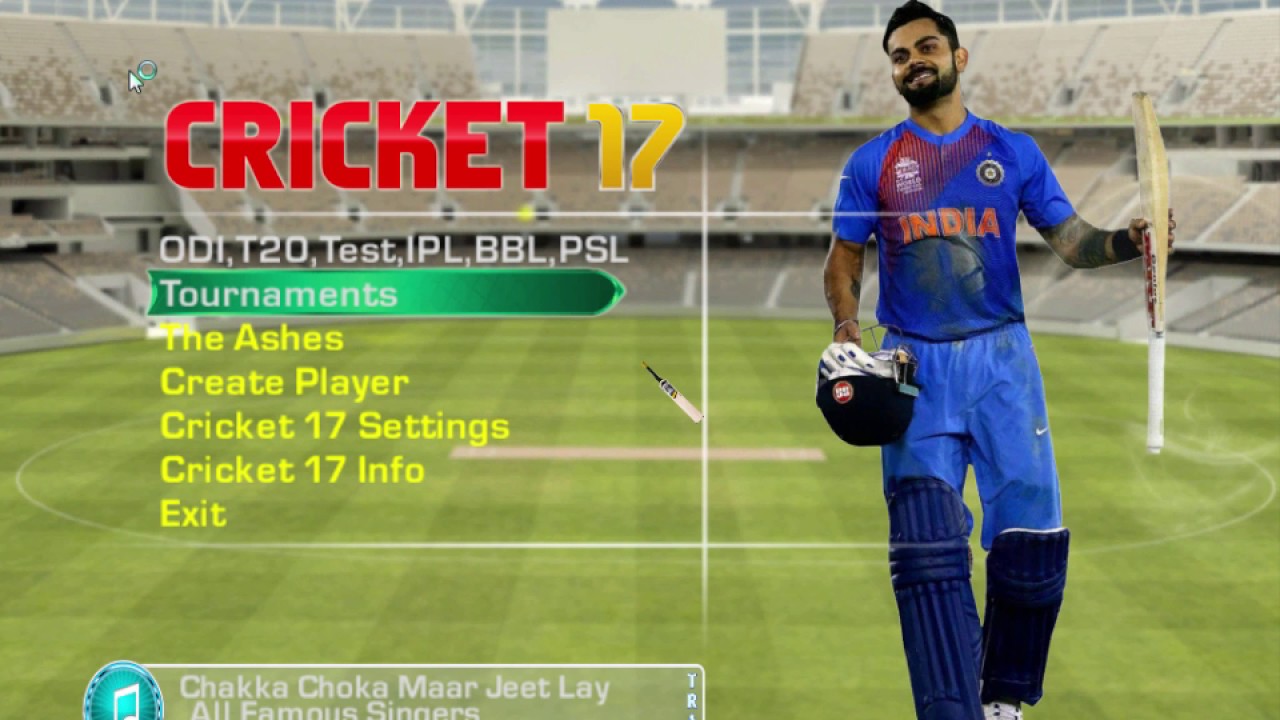 CRICKET 17
ODI,T20,Test,IPL,BBL,PSL
Tournaments
The Ashes
Create Player
Cricket 17 Settings
Cricket 17 Info
Exit
INDIA
Chakka Choka Maar Jeet Lay
All Famous Singers